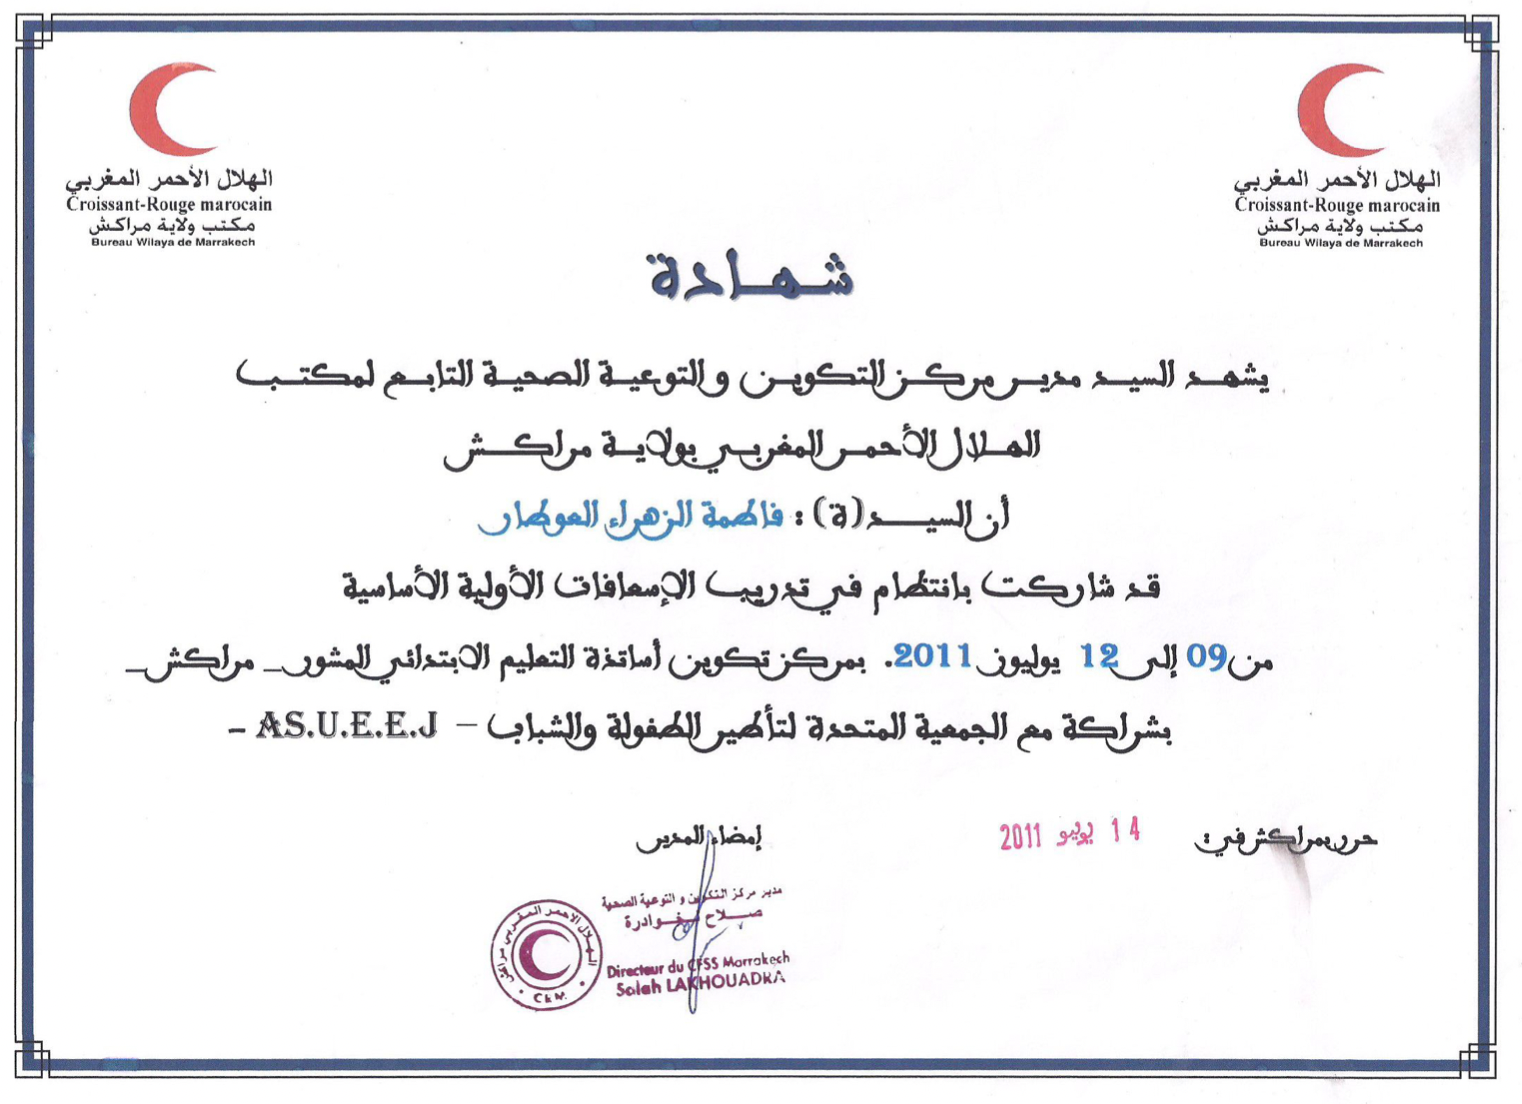 الهلال الأحمر المغربي
Croissant-Rouge marocain
مكتب ولاية مراكش
Bureau Wilaya de Marrakech
الهلال الأحمر المغربي
Croissant-Rouge marocain
مكتب ولاية مراكش
Bureau Wilaya de Marrakech
شهادة
يشهد السيد مدير مركز التكوين والتوعية الصحية التابع لمكتب
الهلال الأحمر المغربي بولاية مراكش
أن السيد(ة) : فاطمة الزهراء العوطار
قد شاركت بانتظام في تدريب الإسعافات الأولية الأساسية
من 09 إلى 12 يوليوز 2011. بمركز تكوين أساتذة التعليم الابتدائي المشور_ مراكش_
بشراكة مع الجمعية المتحدة لتأطير الطفولة والشباب – AS.U.E.E.J -
حرر بمراكش في: 14 يوليو 2011
إمضاء المدير
مدير مركز التكوين و التوعية الصحية
صلاح لخوادرة
Directeur du CFSS Marrakech
Salah LAKHOUADRA
الهلال الأحمر المغربي مراكش
C.R.M.